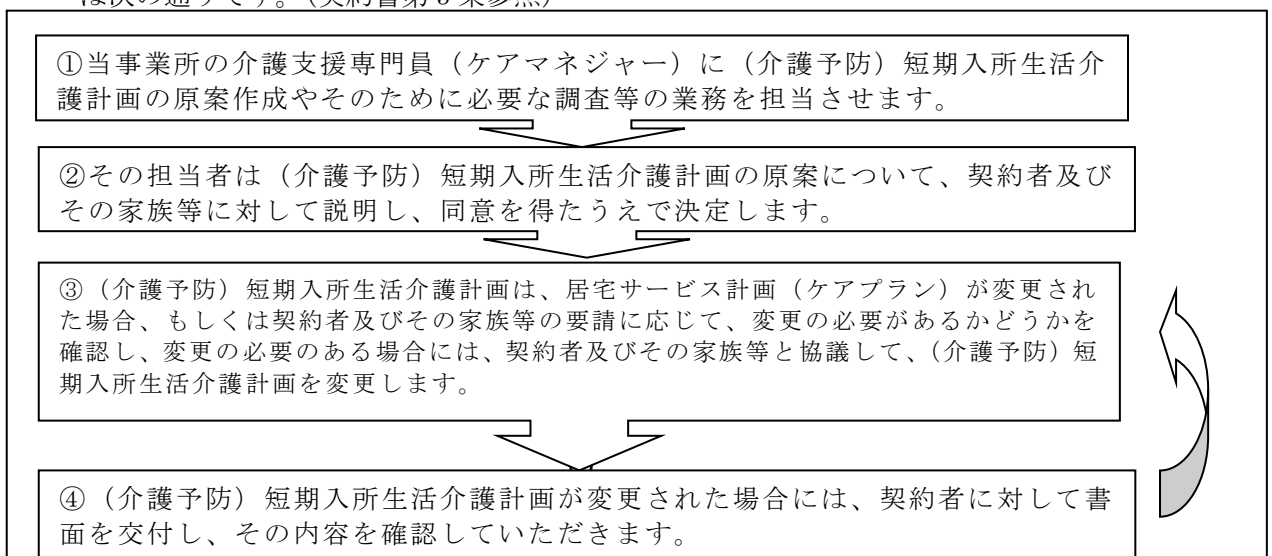 は次の通りです。（契約書第3条参照）
①当事業所の介護支援専門員（ケアマネジャー）に（介護予防）短期入所生活介
護計画の原案作成やそのために必要な調査等の業務を担当させます。
②その担当者は（介護予防）短期入所生活介護計画の原案について、契約者及び
その家族等に対して説明し、同意を得たうえで決定します。
③（介護予防）短期入所生活介護計画は、居宅サービス計画（ケアプラン）が変更され
た場合、もしくは契約者及びその家族等の要請に応じて、変更の必要があるかどうかを
確認し、変更の必要のある場合には、契約者及びその家族等と協議して、（介護予防）短
期入所生活介護計画を変更します。
④（介護予防）短期入所生活介護計画が変更された場合には、契約者に対して書
面を交付し、その内容を確認していただきます。